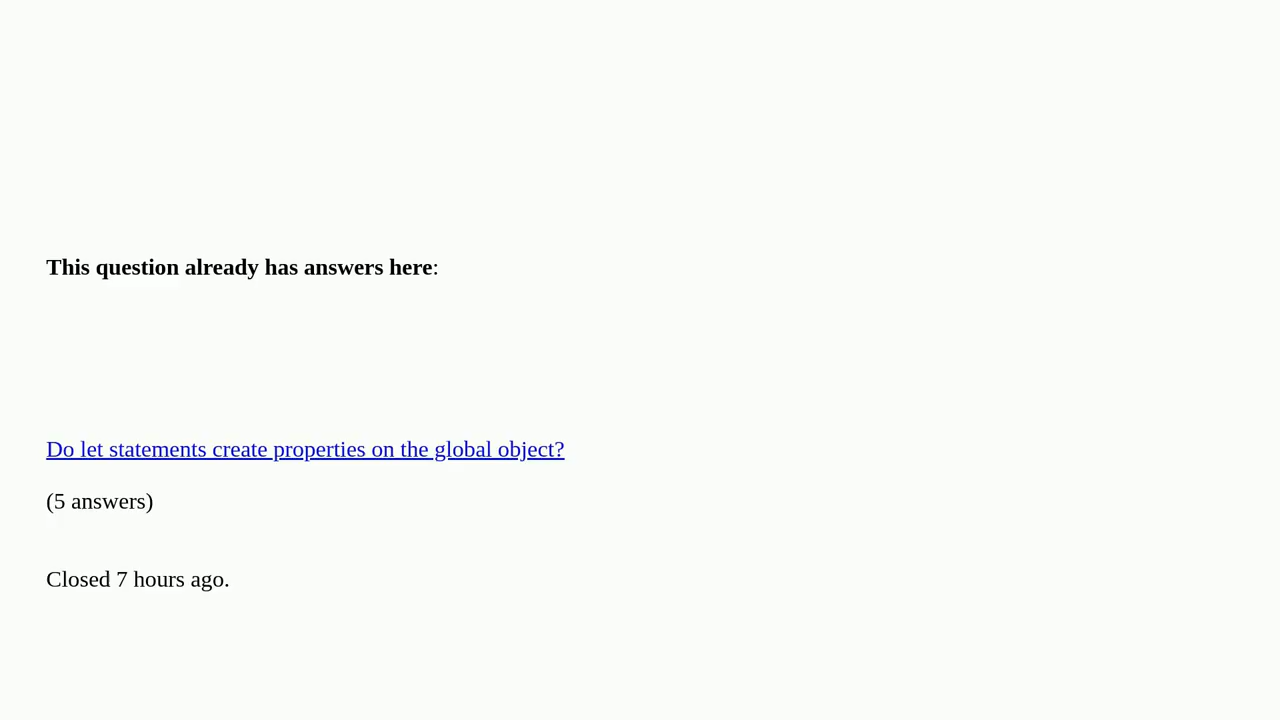 This question already has answers here:
Do let statements create properties on the global object?
(5 answers)
Closed 7 hours ago.